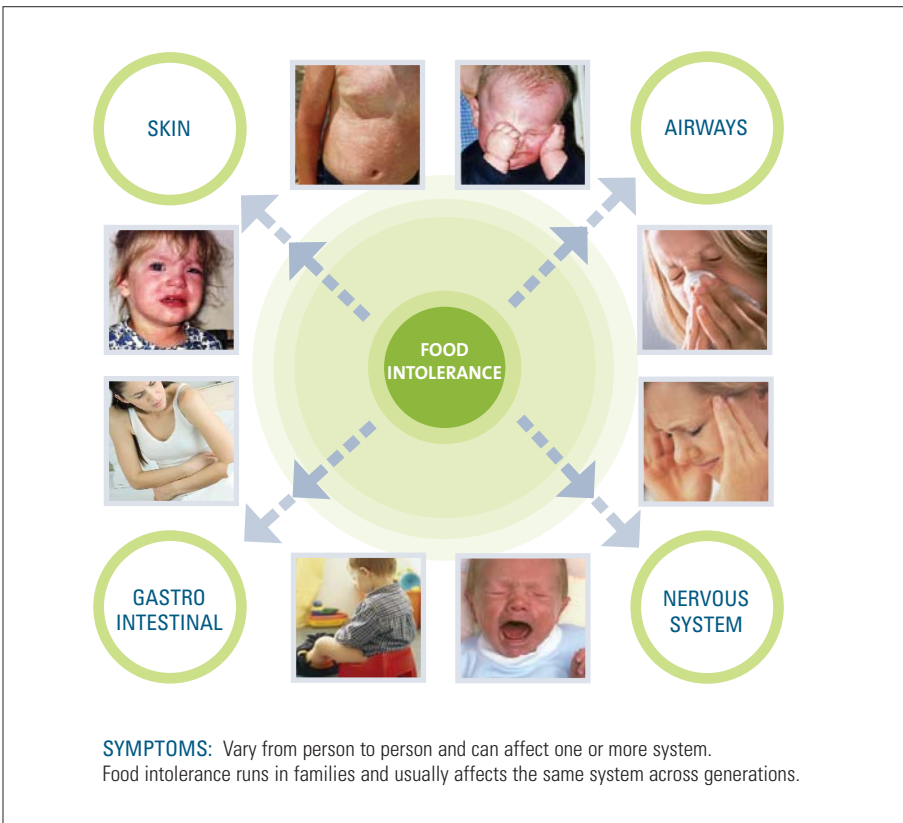 SKIN
AIRWAYS
FOOD
INTOLERANCE
GASTRO
INTESTINAL
NERVOUS
SYSTEM
SYMPTOMS: Vary from person to person and can affect one or more system.
Food intolerance runs in families and usually affects the same system across generations.